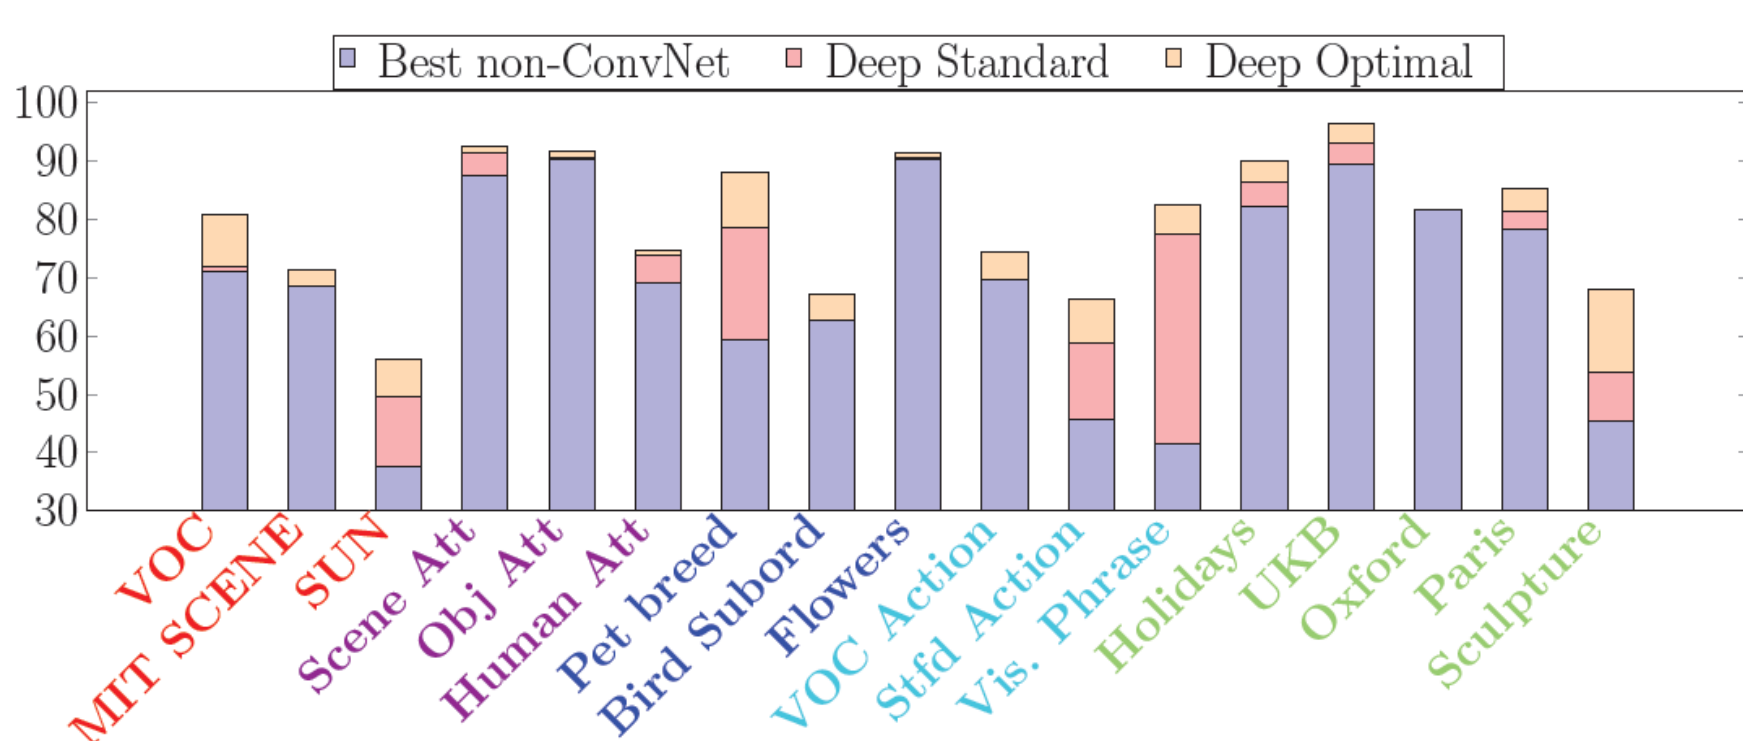 Best non-ConvNet Deep Standard Deep Optimal
100
90
80
70
60
50
40
30
VOC
MIT SCENE
SUN
Scene Att
Obj Att
Human Att
Pet breed
Bird Subord
Flowers
VOC Action
Stfd Action
Vis. Phrase
Holidays
UKB
Oxford
Paris
Sculpture